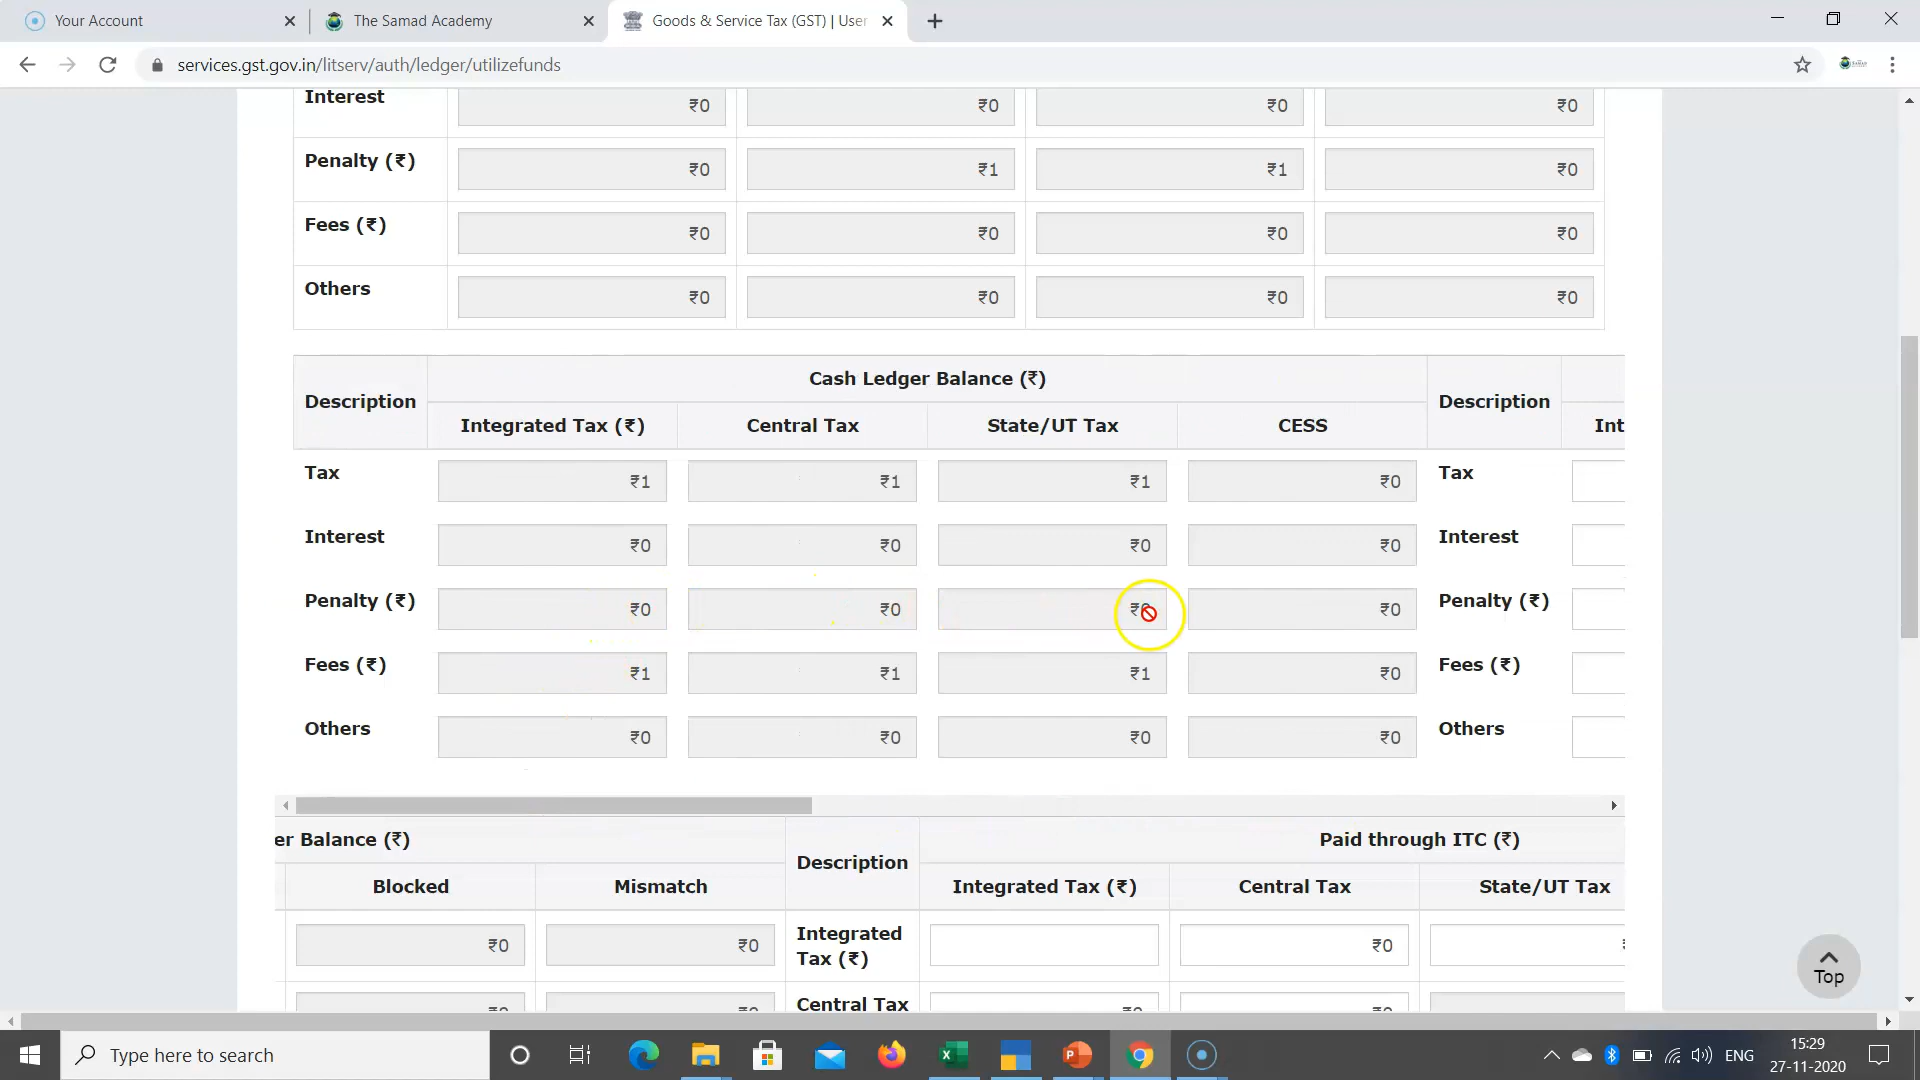 Your Account
The Samad Academy
Goods & Service Tax (GST) | User
services.gst.gov.in/litserv/auth/ledger/utilizefunds
Interest ₹0 ₹0 ₹0 ₹0
Penalty (₹) ₹0 ₹1 ₹1 ₹0
Fees (₹) ₹0 ₹0 ₹0 ₹0
Others ₹0 ₹0 ₹0 ₹0
Description Cash Ledger Balance (₹) Description
Integrated Tax (₹) Central Tax State/UT Tax CESS Int
Tax ₹1 ₹1 ₹1 ₹0 Tax
Interest ₹0 ₹0 ₹0 ₹0 Interest
Penalty (₹) ₹0 ₹0 ₹0 ₹0 Penalty (₹)
Fees (₹) ₹1 ₹1 ₹1 ₹0 Fees (₹)
Others ₹0 ₹0 ₹0 ₹0 Others
er Balance (₹) Description Paid through ITC (₹)
Blocked Mismatch Integrated Tax (₹) Central Tax State/UT Tax
₹0 ₹0 Integrated ₹0
Tax (₹)
Central Tax
Top
Type here to search
ENG
15:29
27-11-2020